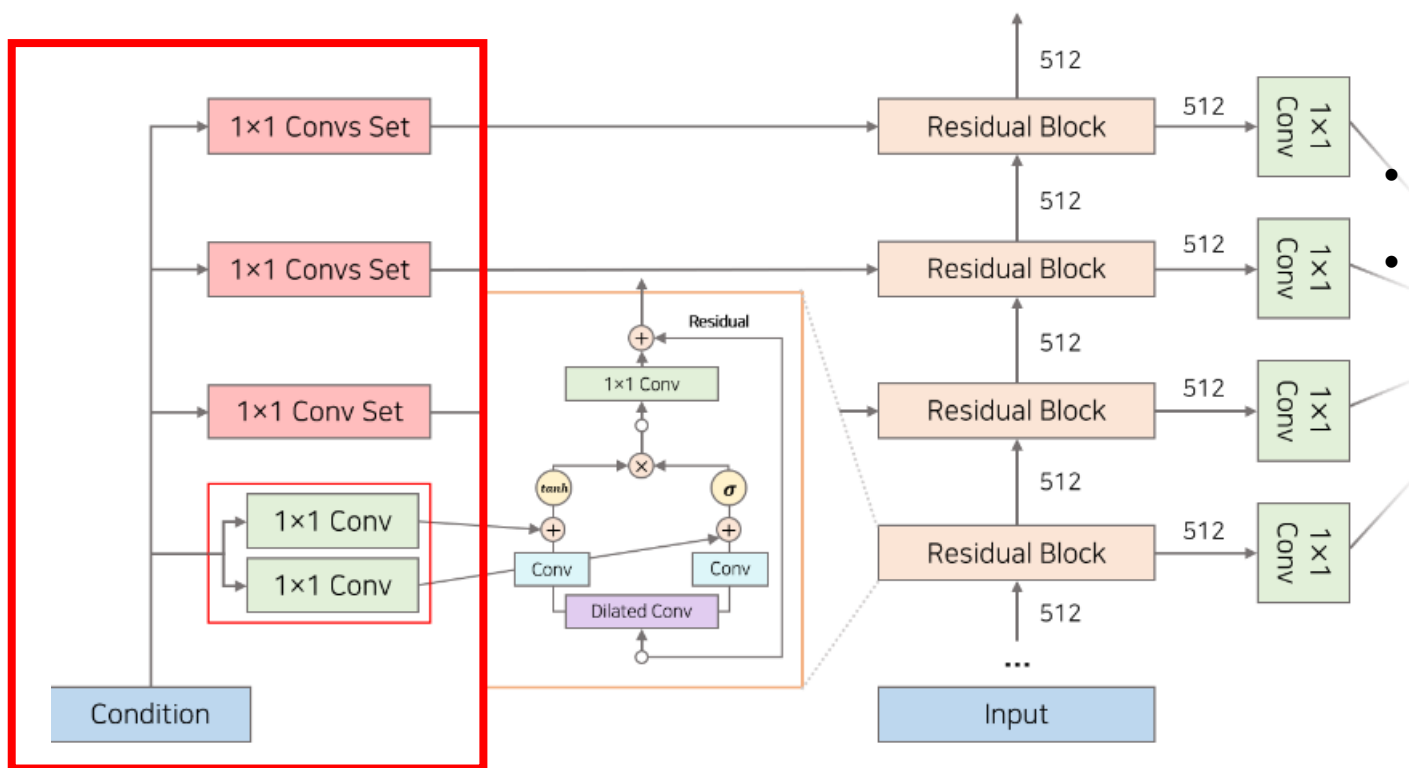 512
1×1 Convs Set
Residual Block
512
1×1
Conv
512
1×1 Convs Set
Residual Block
512
1×1
Conv
Residual
512
1×1 Conv
1×1 Conv Set
Residual Block
512
1×1
Conv
×
tanh
σ
512
1×1 Conv
+
+
Residual Block
512
1×1
Conv
1×1 Conv
Conv
Conv
Dilated Conv
512
...
Condition
Input